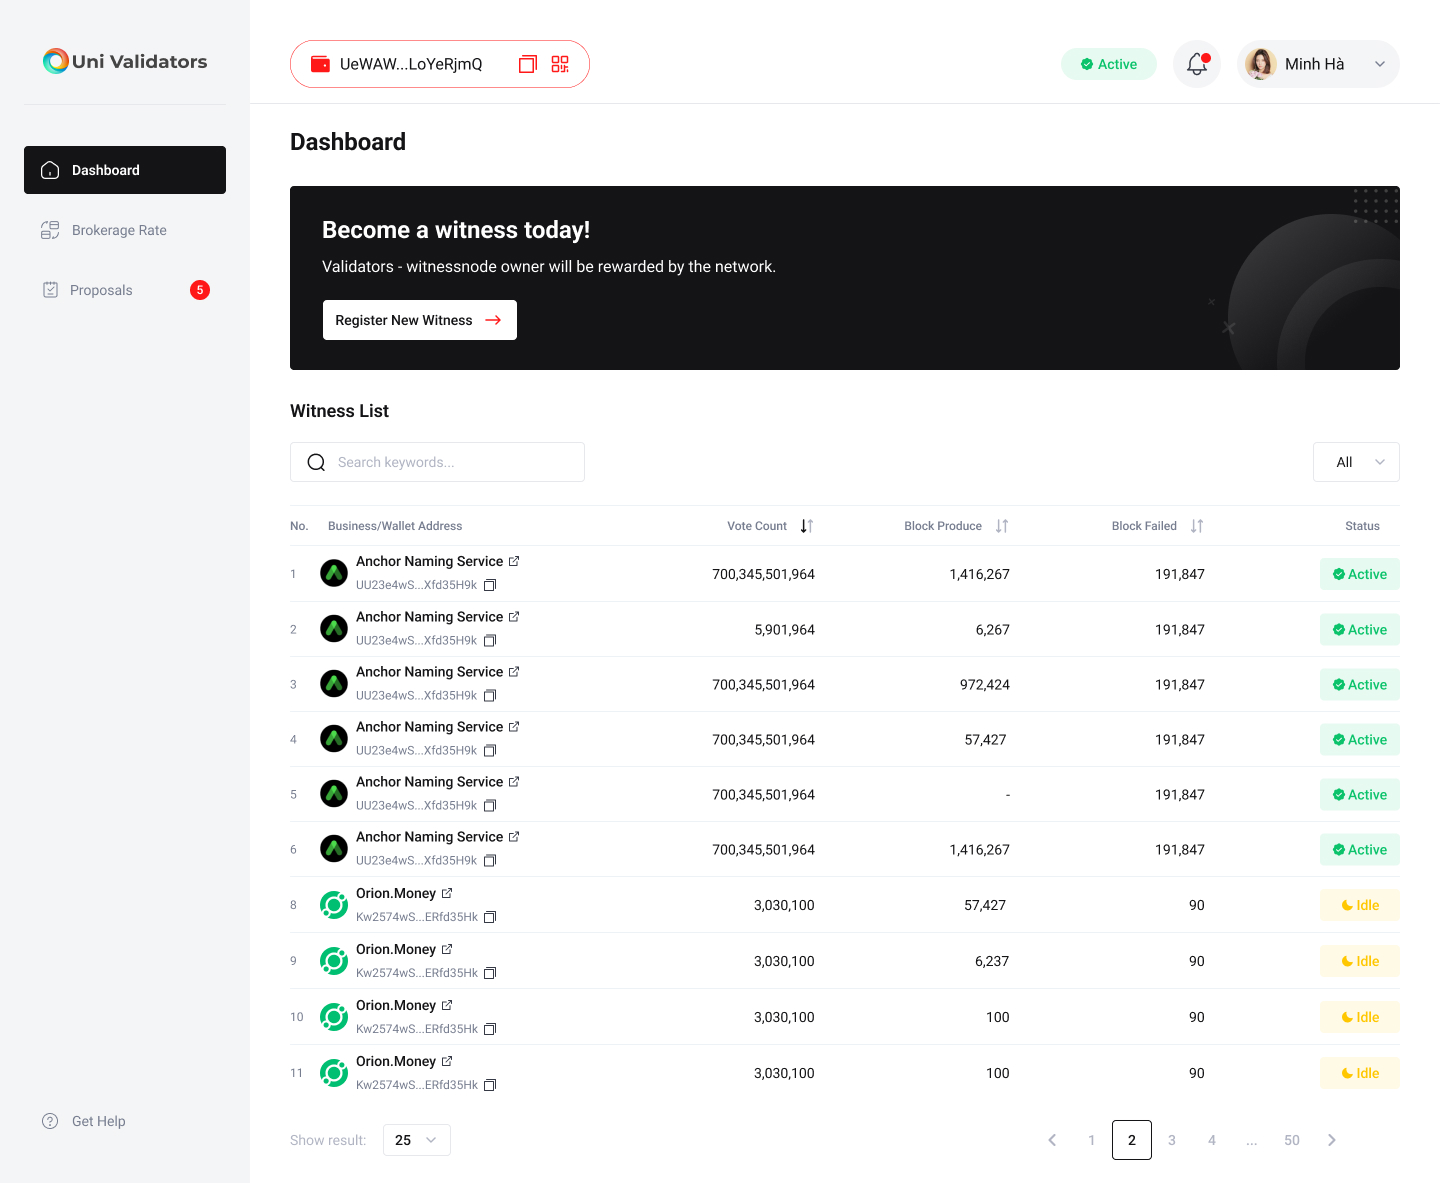 Uni Validators
UeWAW...LoYeRjmQ
Active
Minh Hà
Dashboard
Brokerage Rate
Proposals 5
Get Help
Dashboard
Become a witness today!
Validators - witnessnode owner will be rewarded by the network.
Register New Witness
Witness List
Search keywords...
All
No. Business/Wallet Address Vote Count Block Produce Block Failed Status
1 Anchor Naming Service 700,345,501,964 1,416,267 191,847 Active
UU23e4wS...Xfd35H9k
2 Anchor Naming Service 5,901,964 6,267 191,847 Active
UU23e4wS...Xfd35H9k
3 Anchor Naming Service 700,345,501,964 972,424 191,847 Active
UU23e4wS...Xfd35H9k
4 Anchor Naming Service 700,345,501,964 57,427 191,847 Active
UU23e4wS...Xfd35H9k
5 Anchor Naming Service 700,345,501,964 - 191,847 Active
UU23e4wS...Xfd35H9k
6 Anchor Naming Service 700,345,501,964 1,416,267 191,847 Active
UU23e4wS...Xfd35H9k
8 Orion.Money 3,030,100 57,427 90 Idle
Kw2574wS...ERfd35Hk
9 Orion.Money 3,030,100 6,237 90 Idle
Kw2574wS...ERfd35Hk
10 Orion.Money 3,030,100 100 90 Idle
Kw2574wS...ERfd35Hk
11 Orion.Money 3,030,100 100 90 Idle
Kw2574wS...ERfd35Hk
Show result: 25
1 2 3 4 ... 50